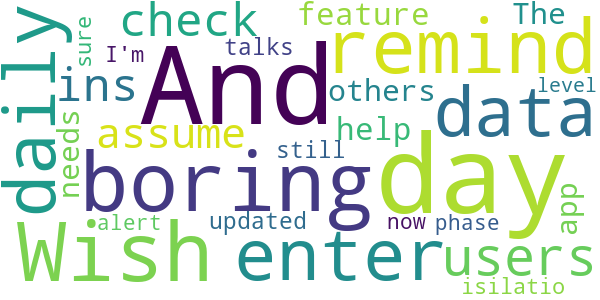 daily
check
feature
The
sure
I'm
talks
And
remind
ins
others
level
data
needs
assume
help
boring
still
day
app
Wish
alert
updated
now
phase
enter
users
isilatio